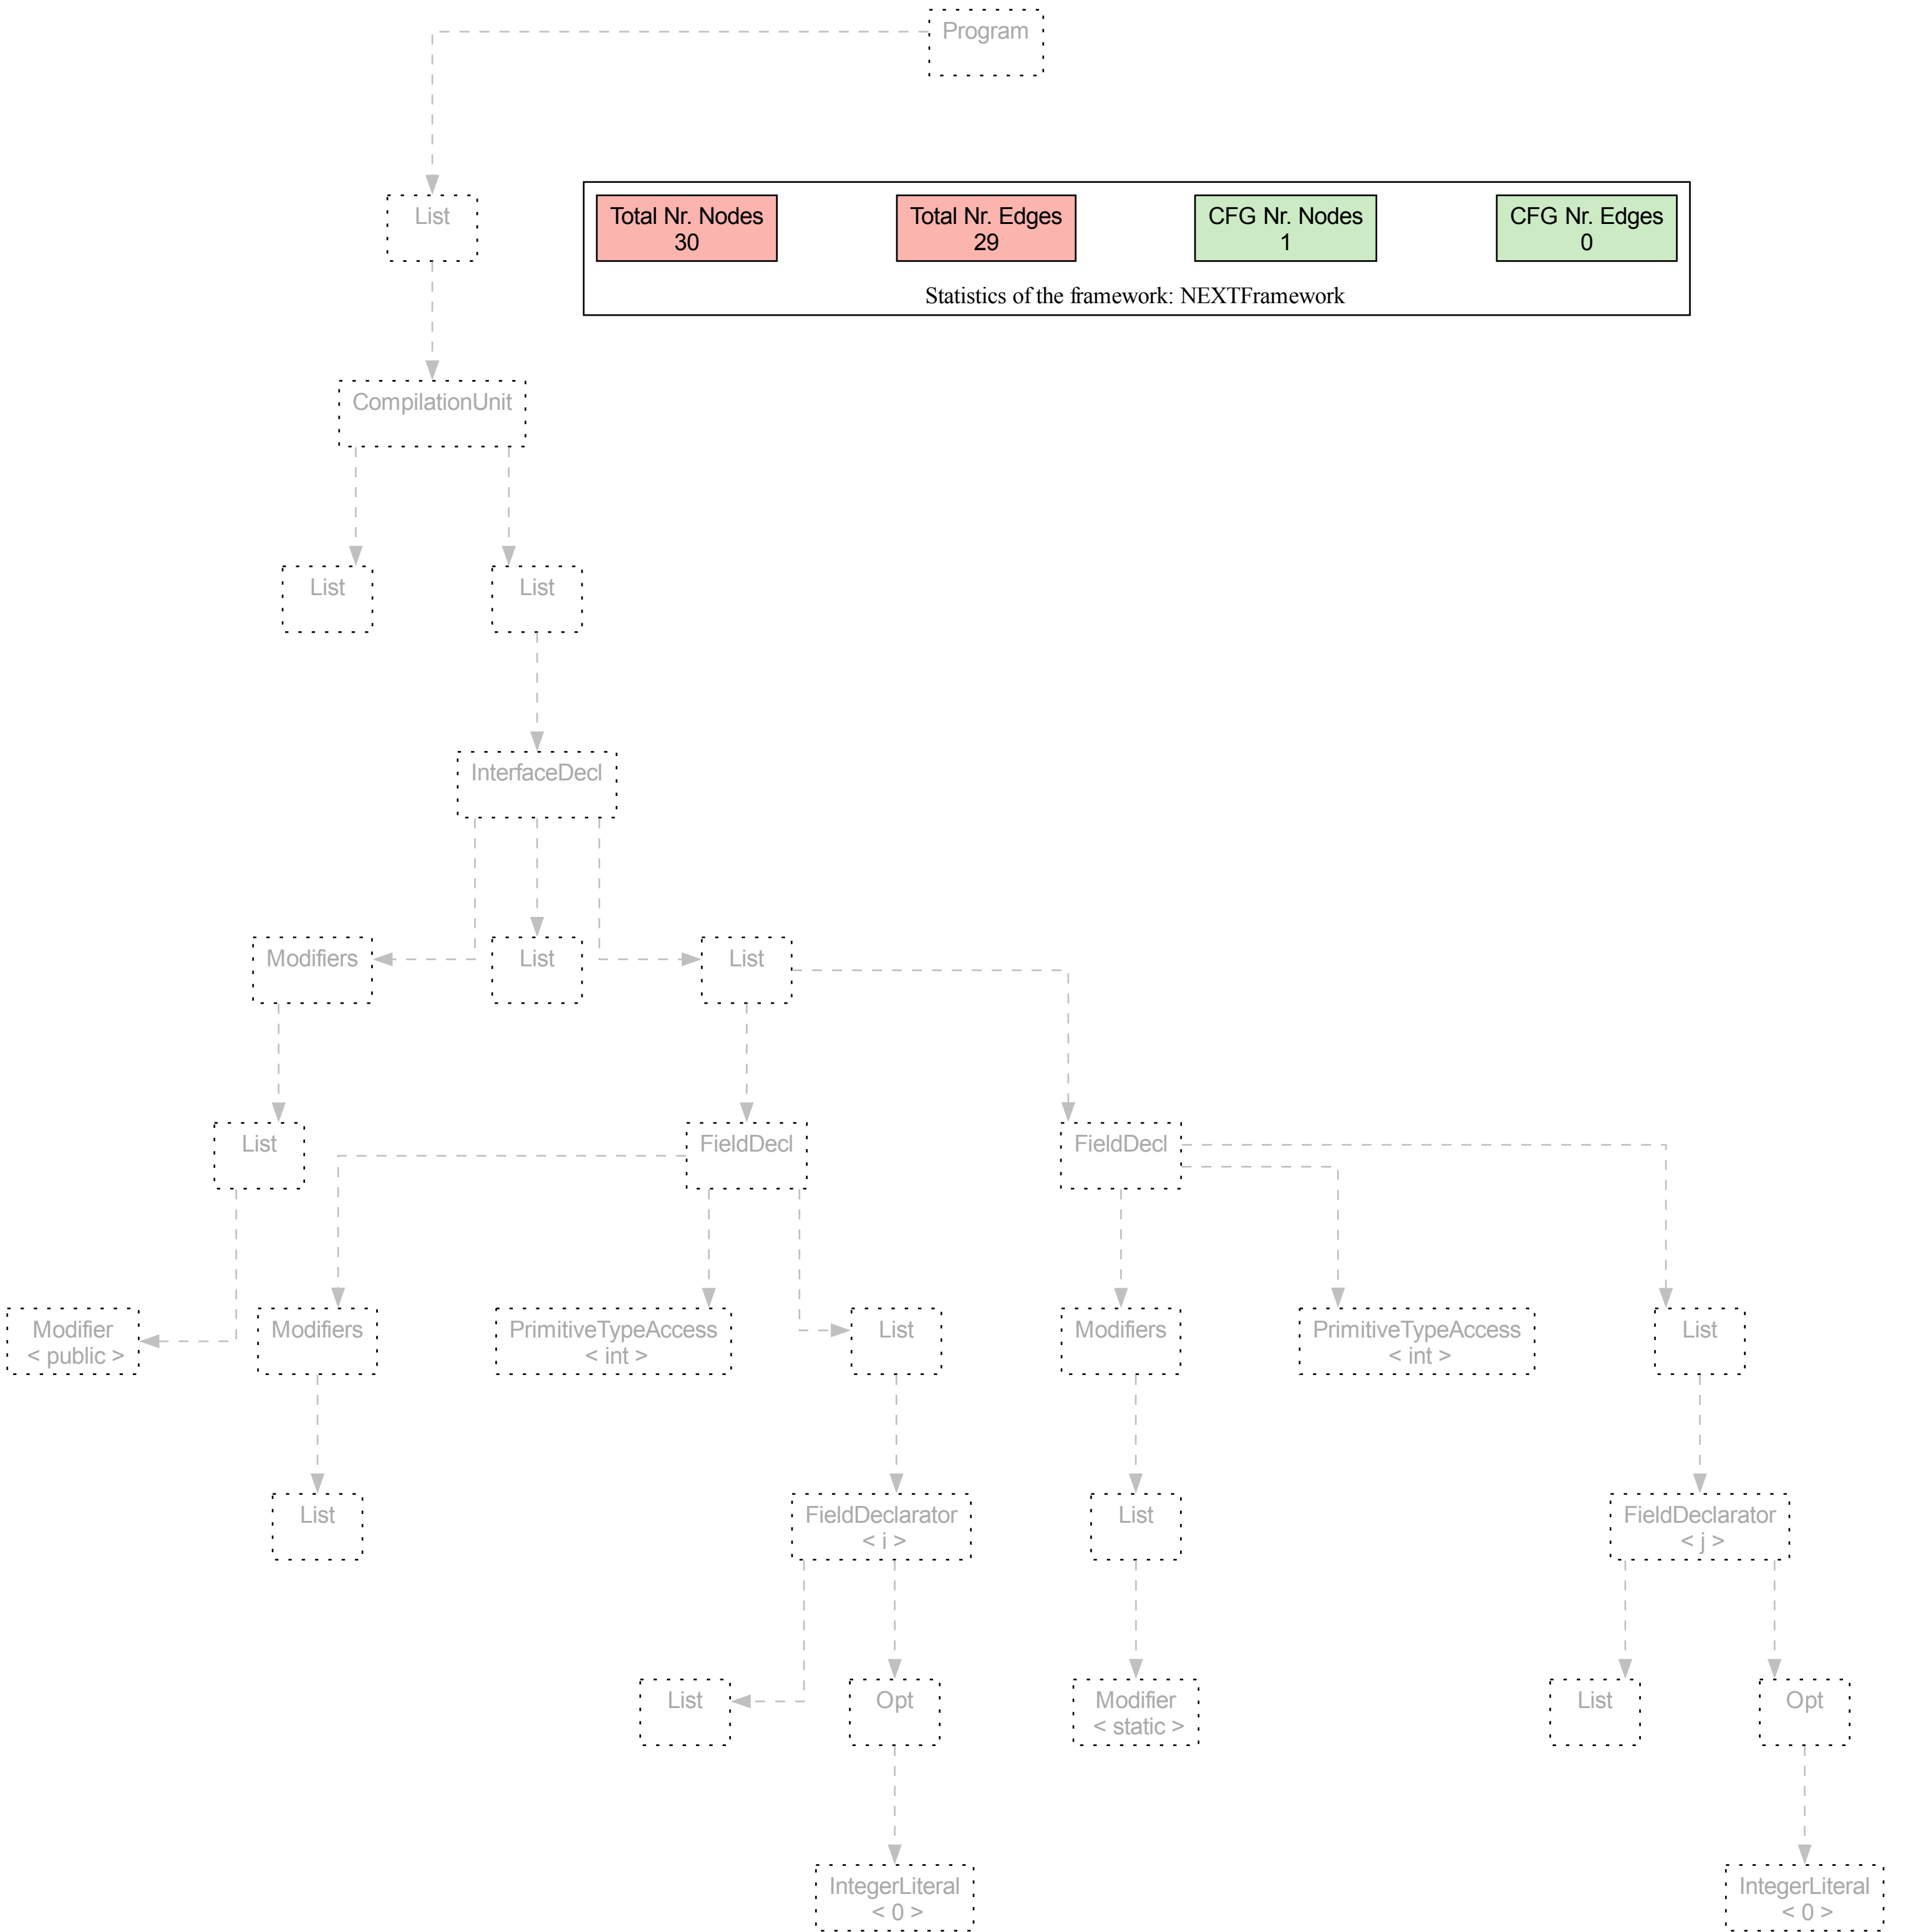 Program
List
Total Nr. Nodes
30
Total Nr. Edges
29
CFG Nr. Nodes
1
CFG Nr. Edges
0
Statistics of the framework: NEXTFramework
CompilationUnit
List
List
InterfaceDecl
Modifiers
List
List
List
FieldDecl
FieldDecl
Modifier
< public >
Modifiers
PrimitiveTypeAccess
< int >
List
Modifiers
PrimitiveTypeAccess
< int >
List
List
FieldDeclarator
< i >
List
FieldDeclarator
< j >
List
Opt
Modifier
< static >
List
Opt
IntegerLiteral
< 0 >
IntegerLiteral
< 0 >